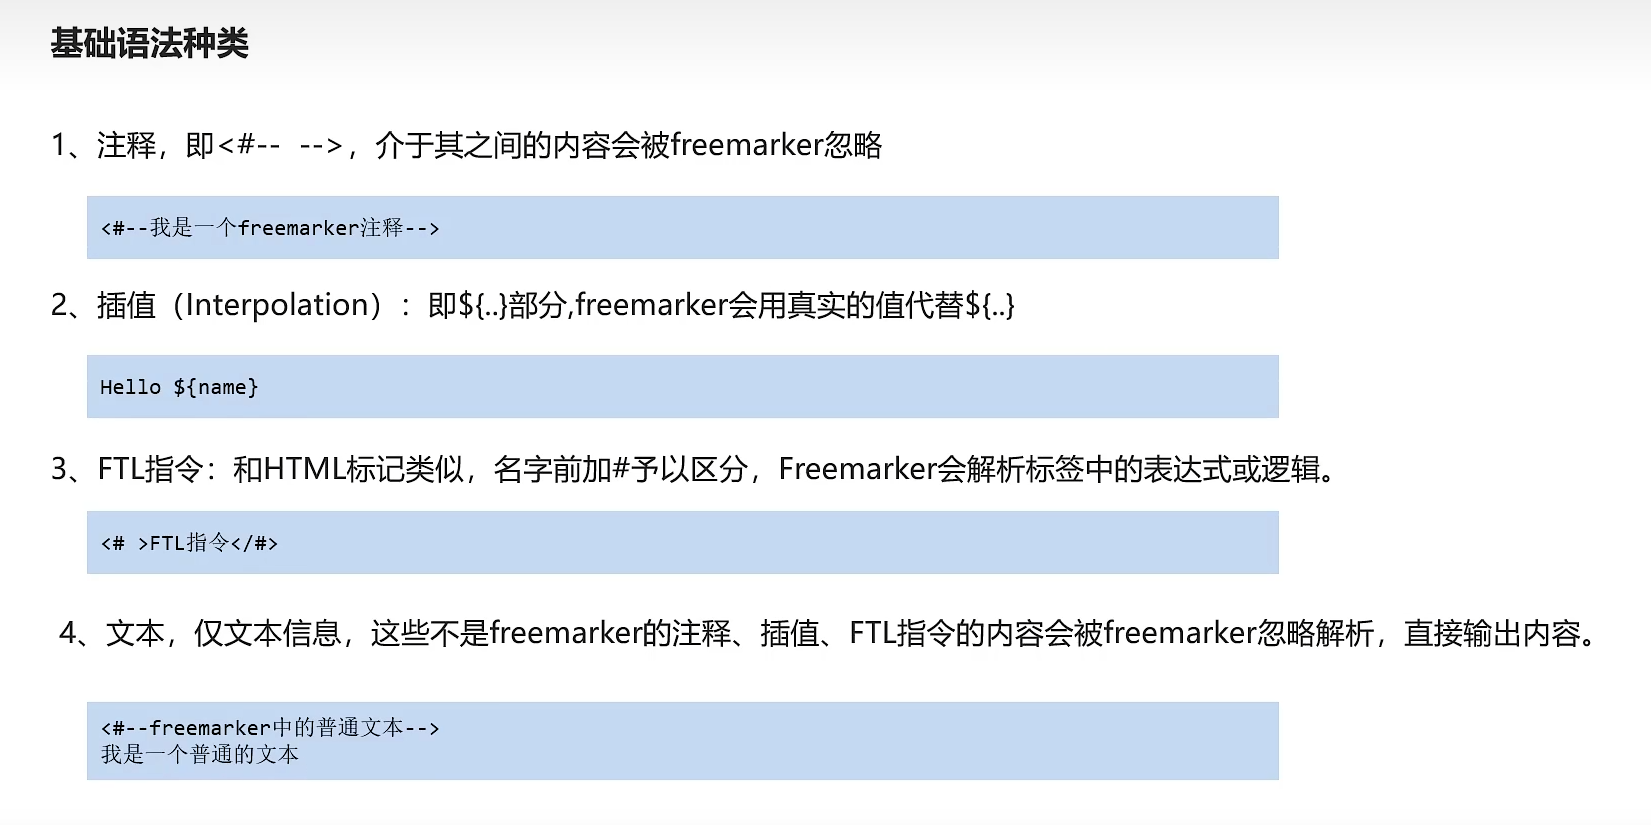 基础语法种类
1、注释，即<#--  -->，介于其之间的内容会被freemarker忽略
<#--我是一个freemarker注释-->
2、插值（Interpolation）：即${..}部分,freemarker会用真实的值代替${..}
Hello ${name}
3、FTL指令：和HTML标记类似，名字前加#予以区分，Freemarker会解析标签中的表达式或逻辑。
<# >FTL指令</#>
4、文本，仅文本信息，这些不是freemarker的注释、插值、FTL指令的内容会被freemarker忽略解析，直接输出内容。
<#--freemarker中的普通文本-->
我是一个普通的文本